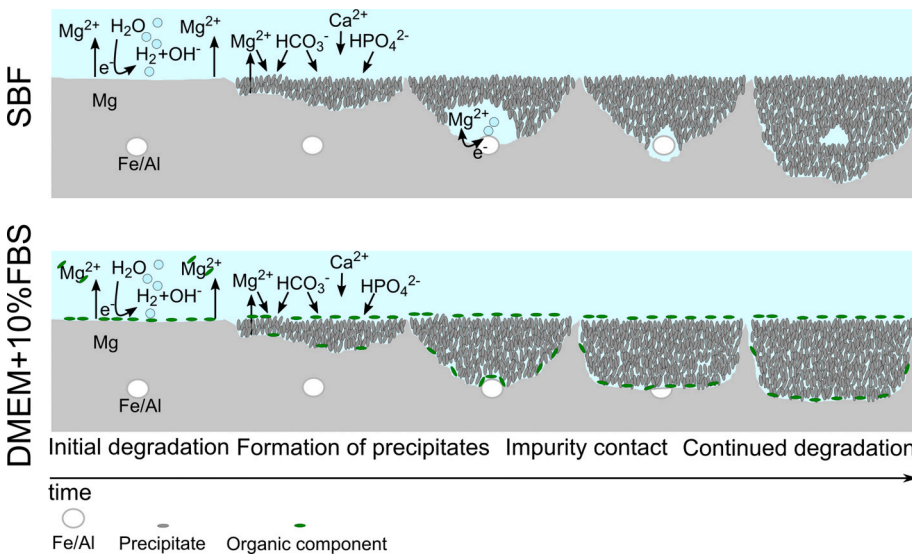 SBF
Mg2+
H2O
Mg2+
e-
H2+OH-
Mg
Fe/Al
Mg2+
HCO3-
Ca2+
HPO42-
Mg2+
e-
DMEM+10%FBS
Mg2+
H2O
Mg2+
e-
H2+OH-
Mg
Fe/Al
Mg2+
HCO3-
Ca2+
HPO42-
Initial degradation Formation of precipitates Impurity contact Continued degradation
time
Fe/Al Precipitate Organic component